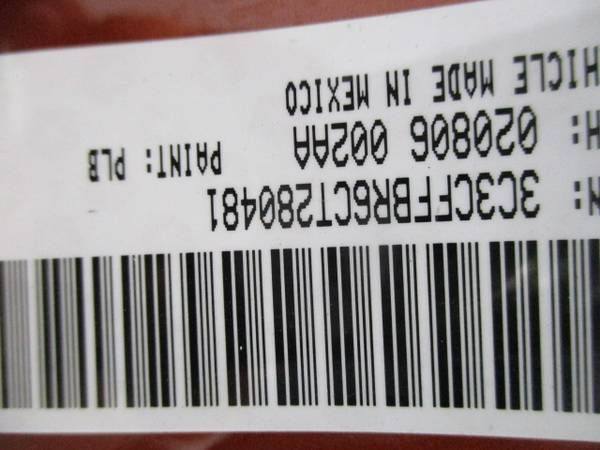 N: 3C3CFFBR6CT280481
H: 020806 002AA PAINT: PLB
HICLE MADE IN MEXICO